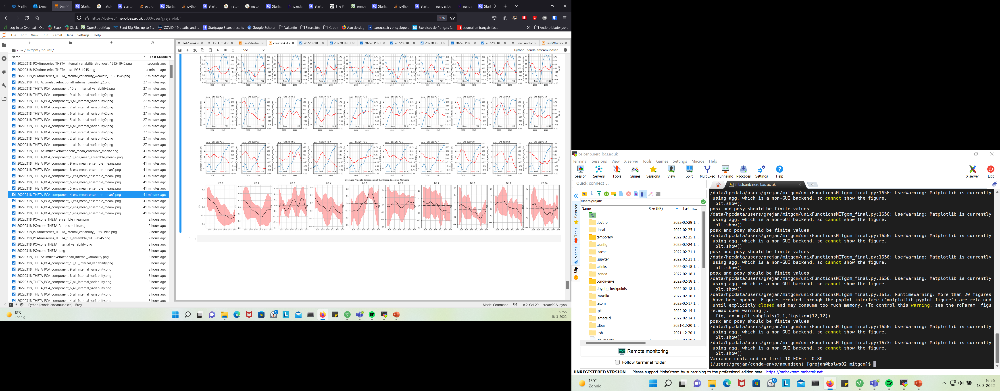 Mailfe
E-mail
Jup
Startp
matpl
Startp
pytho
Startp
pytho
Startp
matpl
matpl
Startp
panda
Startp
The P
prince
Startp
pytho
Startp
pandas.Da
panda
Start
https://bslws04.nerc-bas.ac.uk:8000/user/grejan/lab?
90%
Log in to Overleaf - O...
Slack
Slack
OpenStreetMap
Send Big Files up to 5...
COVID-19 deaths and ...
Startpage Search results
Google Scholar
Vakantie
Financiën
Kopen
Aan de slag
Larousse.fr : encyclopé...
Exercices de français (...
Journal en français fac...
Andere bladwijzers
File Edit View Run Kernel Tabs Settings Help
/ ··· / mitgcm / figures /
Name Last Modified
20220318_PCAtimeseries_THETA_internal_variability_strongest_1935-1945.png seconds ago
20220318_PCAtimeseries_THETA_test_1935-1945.png a minute ago
20220318_PCAtimeseries_THETA_internal_variability_weakest_1935-1945.png 7 minutes ago
20220318_THETAcumulativefractionall_internal_variability2.png 27 minutes ago
20220318_THETA_PCA_component_10_all_internal_variability2.png 27 minutes ago
20220318_THETA_PCA_component_9_all_internal_variability2.png 27 minutes ago
20220318_THETA_PCA_component_8_all_internal_variability2.png 27 minutes ago
20220318_THETA_PCA_component_7_all_internal_variability2.png 27 minutes ago
20220318_THETA_PCA_component_6_all_internal_variability2.png 27 minutes ago
20220318_THETA_PCA_component_5_all_internal_variability2.png 27 minutes ago
20220318_THETA_PCA_component_4_all_internal_variability2.png 27 minutes ago
20220318_THETA_PCA_component_3_all_internal_variability2.png 27 minutes ago
20220318_THETA_PCA_component_2_all_internal_variability2.png 27 minutes ago
20220318_THETA_PCA_component_1_all_internal_variability2.png 27 minutes ago
20220318_THETAcumulativefractionens_mean_ensemble_mean2.png 41 minutes ago
20220318_THETA_PCA_component_10_ens_mean_ensemble_mean2.png 41 minutes ago
20220318_THETA_PCA_component_9_ens_mean_ensemble_mean2.png 41 minutes ago
20220318_THETA_PCA_component_8_ens_mean_ensemble_mean2.png 41 minutes ago
20220318_THETA_PCA_component_7_ens_mean_ensemble_mean2.png 41 minutes ago
20220318_THETA_PCA_component_6_ens_mean_ensemble_mean2.png 41 minutes ago
20220318_THETA_PCA_component_5_ens_mean_ensemble_mean2.png 41 minutes ago
20220318_THETA_PCA_component_4_ens_mean_ensemble_mean2.png 41 minutes ago
20220318_THETA_PCA_component_3_ens_mean_ensemble_mean2.png 41 minutes ago
20220318_THETA_PCA_component_2_ens_mean_ensemble_mean2.png 41 minutes ago
20220318_THETA_PCA_component_1_ens_mean_ensemble_mean2.png 41 minutes ago
20220318_PCAcorrs_THETA_ensemble_mean.png 2 hours ago
20220318_PCAcorrs_THETA_full_ensemble.png 2 hours ago
20220318_PCAtimeseries_THETA_internal_variability_1935-1945.png 2 hours ago
20220318_PCAtimeseries_THETA_full_ensemble_1935-1945.png 2 hours ago
20220318_PCAcorrs_THETA_internal_variability.png 3 hours ago
20220318_PCAcorrs_THETA_.png 3 hours ago
20220318_THETAcumulativefractionall_internal_variability.png 3 hours ago
20220318_THETA_PCA_component_10_all_internal_variability.png 3 hours ago
20220318_THETA_PCA_component_9_all_internal_variability.png 3 hours ago
20220318_THETA_PCA_component_8_all_internal_variability.png 3 hours ago
20220318_THETA_PCA_component_7_all_internal_variability.png 3 hours ago
20220318_THETA_PCA_component_6_all_internal_variability.png 3 hours ago
20220318_THETA_PCA_component_5_all_internal_variability.png 3 hours ago
20220318_THETA_PCA_component_4_all_internal_variability.png 3 hours ago
0 6 Python [conda env:amundsen] | Busy
bsl2_makin bsl1_makin caseStudies createPCA.i 20220318_T 20220318_T 20220318_T 20220318_T 20220318_T 20220318_T 20220318_T unixFunctic testWhatev
Code
Python [conda env:amundsen]
Ens 19; PC 1 Ens 19; PC 2 Ens 19; PC 3 Ens 19; PC 4 Ens 19; PC 5 Ens 19; PC 6 Ens 19; PC 7 Ens 19; PC 8 Ens 19; PC 9 Ens 19; PC 10
Ens 20; PC 1 Ens 20; PC 2 Ens 20; PC 3 Ens 20; PC 4 Ens 20; PC 5 Ens 20; PC 6 Ens 20; PC 7 Ens 20; PC 8 Ens 20; PC 9 Ens 20; PC 10
Averaged Principle Components of the Chosen Ensemble Members
PC: 1 PC: 2 PC: 3 PC: 4 PC: 5 PC: 6 PC: 7 PC: 8 PC: 9 PC: 10
1936 1938 1940 1942 1944 1946
[ ]:
Mode: Command Ln 2, Col 29 createPCA.ipynb
13°C
Zonnig
16:55
18-3-2022
bslcenb.nerc-bas.ac.uk
Terminal Sessions View X server Tools Games Settings Macros Help
Session Servers Tools Games Sessions View Split MultiExec Tunneling Packages Settings Help X server Exit
Quick connect...
2. bslcenb.nerc-bas.ac.uk
/users/grejan/
Sessions
Tools
Macros
Sftp
Name Size (KB) Last m...
..
.ipython 2022-02-28 1...
.local 2022-02-25 1...
temporary 2022-02-25 1...
.config 2022-02-24 1...
.cache 2022-02-21 1...
.jupyter 2022-02-21 1...
.elinks 2022-02-18 1...
.conda 2022-02-18 1...
conda-envs 2022-02-18 1...
.ipynb_checkpoints 2022-02-18 1...
.mozilla 2022-02-18 1...
.atom 2022-02-17 1...
.pki 2022-02-14 1...
.emacs.d 2022-02-14 1...
.dbus 2021-12-20 1...
.ssh 2021-12-20 1...
.Xauthority 2 2022-03-18 1...
Remote monitoring
Follow terminal folder
/data/hpcdata/users/grejan/mitgcm/unixFunctionsMITgcm_final.py:1656: UserWarning: Matplotlib is currently
using agg, which is a non-GUI backend, so cannot show the figure.
plt.show()
posx and posy should be finite values
/data/hpcdata/users/grejan/mitgcm/unixFunctionsMITgcm_final.py:1656: UserWarning: Matplotlib is currently
using agg, which is a non-GUI backend, so cannot show the figure.
plt.show()
posx and posy should be finite values
/data/hpcdata/users/grejan/mitgcm/unixFunctionsMITgcm_final.py:1656: UserWarning: Matplotlib is currently
using agg, which is a non-GUI backend, so cannot show the figure.
plt.show()
posx and posy should be finite values
/data/hpcdata/users/grejan/mitgcm/unixFunctionsMITgcm_final.py:1656: UserWarning: Matplotlib is currently
using agg, which is a non-GUI backend, so cannot show the figure.
plt.show()
posx and posy should be finite values
/data/hpcdata/users/grejan/mitgcm/unixFunctionsMITgcm_final.py:1656: UserWarning: Matplotlib is currently
using agg, which is a non-GUI backend, so cannot show the figure.
plt.show()
/data/hpcdata/users/grejan/mitgcm/unixFunctionsMITgcm_final.py:1613: RuntimeWarning: More than 20 figures
have been opened. Figures created through the pyplot interface (`matplotlib.pyplot.figure`) are retained
until explicitly closed and may consume too much memory. (To control this warning, see the rcParam `figu
re.max_open_warning`).
fig, ax = plt.subplots(2,1,figsize=(12,12))
posx and posy should be finite values
/data/hpcdata/users/grejan/mitgcm/unixFunctionsMITgcm_final.py:1656: UserWarning: Matplotlib is currently
using agg, which is a non-GUI backend, so cannot show the figure.
plt.show()
/data/hpcdata/users/grejan/mitgcm/unixFunctionsMITgcm_final.py:1673: UserWarning: Matplotlib is currently
using agg, which is a non-GUI backend, so cannot show the figure.
plt.show()
Variance contained in first 10 EOFs:  0.80
(/users/grejan/conda-envs/amundsen) [grejan@bslws02 mitgcm]$
UNREGISTERED VERSION - Please support MobaXterm by subscribing to the professional edition here: https://mobaxterm.mobatek.net
13°C
Zonnig
16:55
18-3-2022